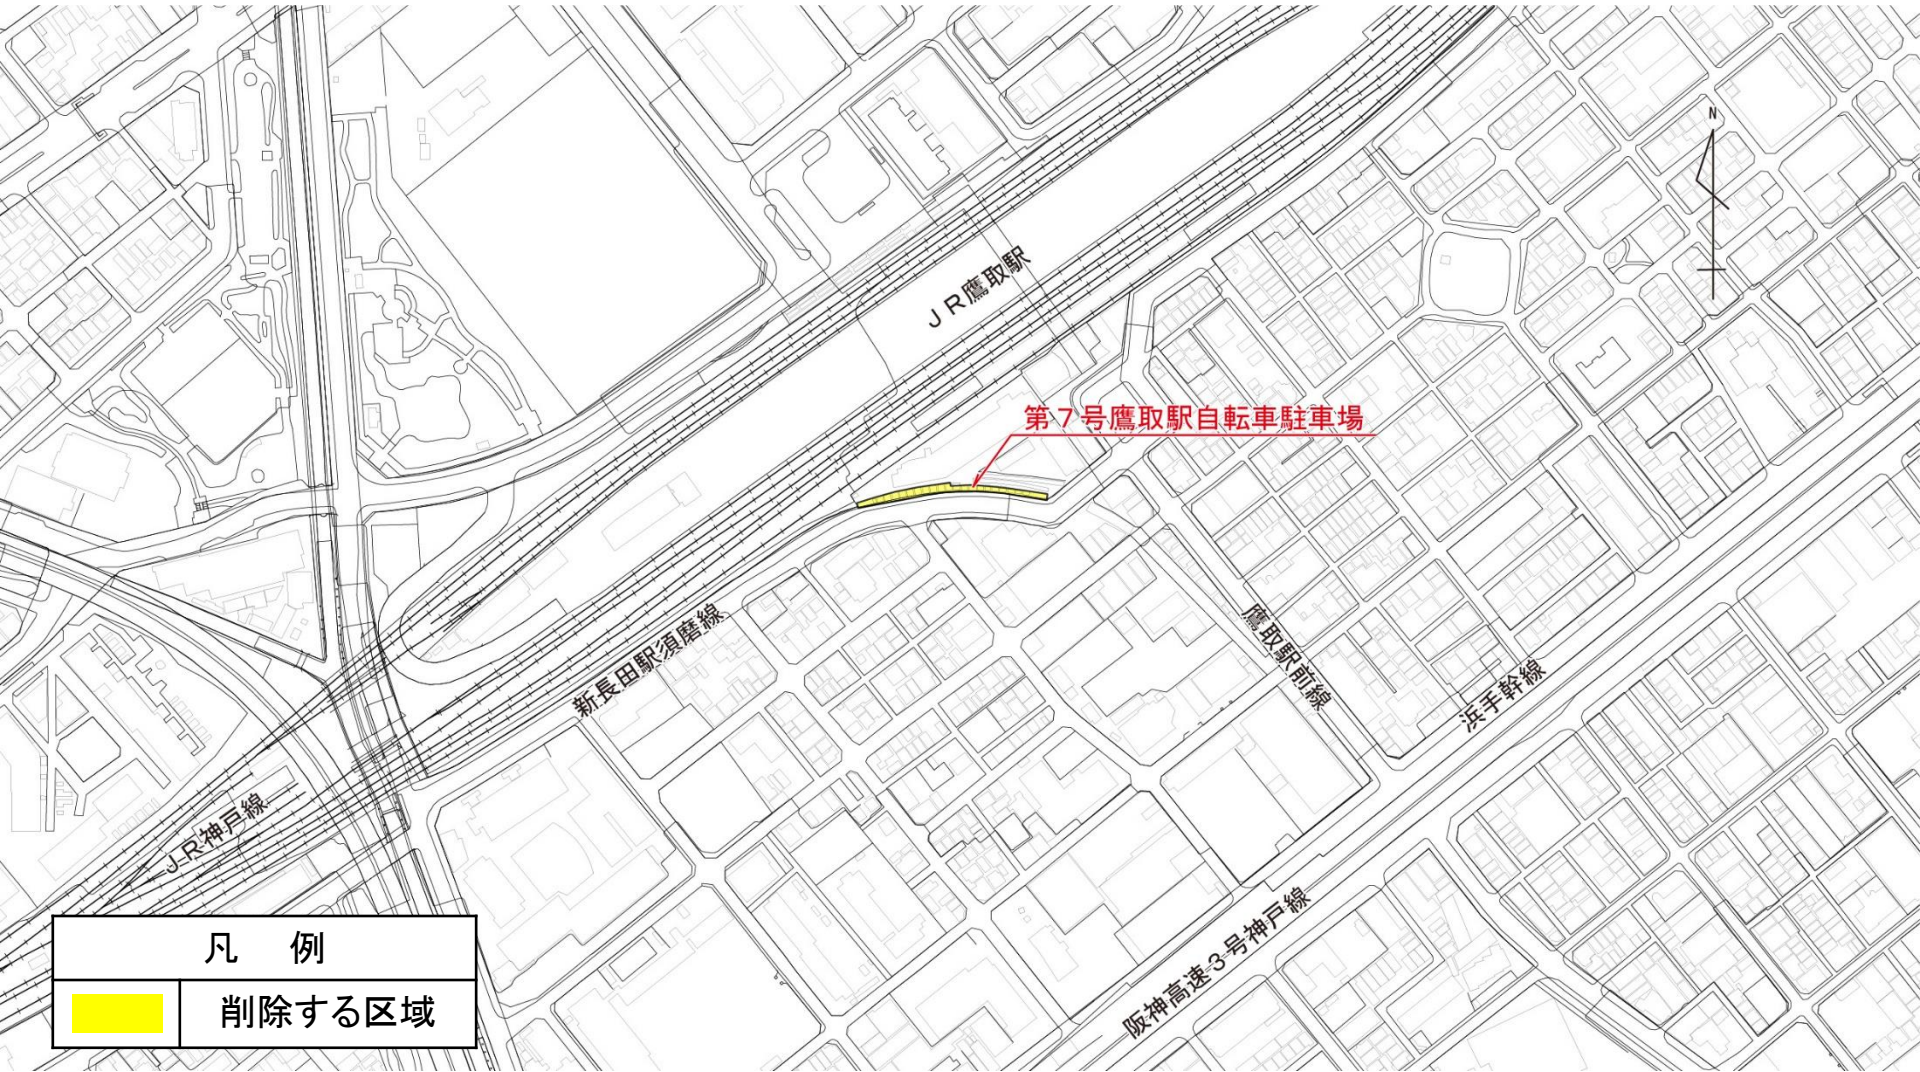 N
ＪＲ鷹取駅
第７号鷹取駅自転車駐車場
新長田駅須磨線
鷹取駅前線
浜手幹線
ＪＲ神戸線
阪神高速３号神戸線
凡　例
削除する区域